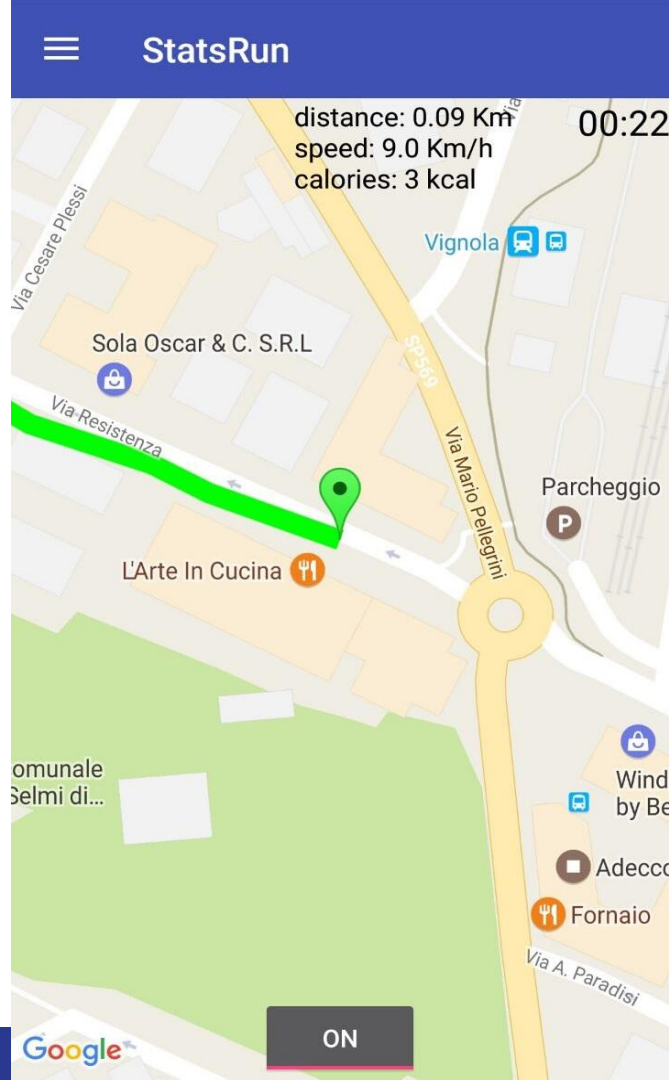 StatsRun
distance: 0.09 Km
00:22
speed: 9.0 Km/h
calories: 3 kcal
Via
Via Cesare Plessi
Vignola
Sola Oscar & C. S.R.L
SP569
Via Resistenza
Via Mario Pellegrini
Parcheggio
P
L'Arte In Cucina
omunale
Selmi di...
Wind
by Be
Adecco
Fornaio
Via A. Paradisi
ON
Google